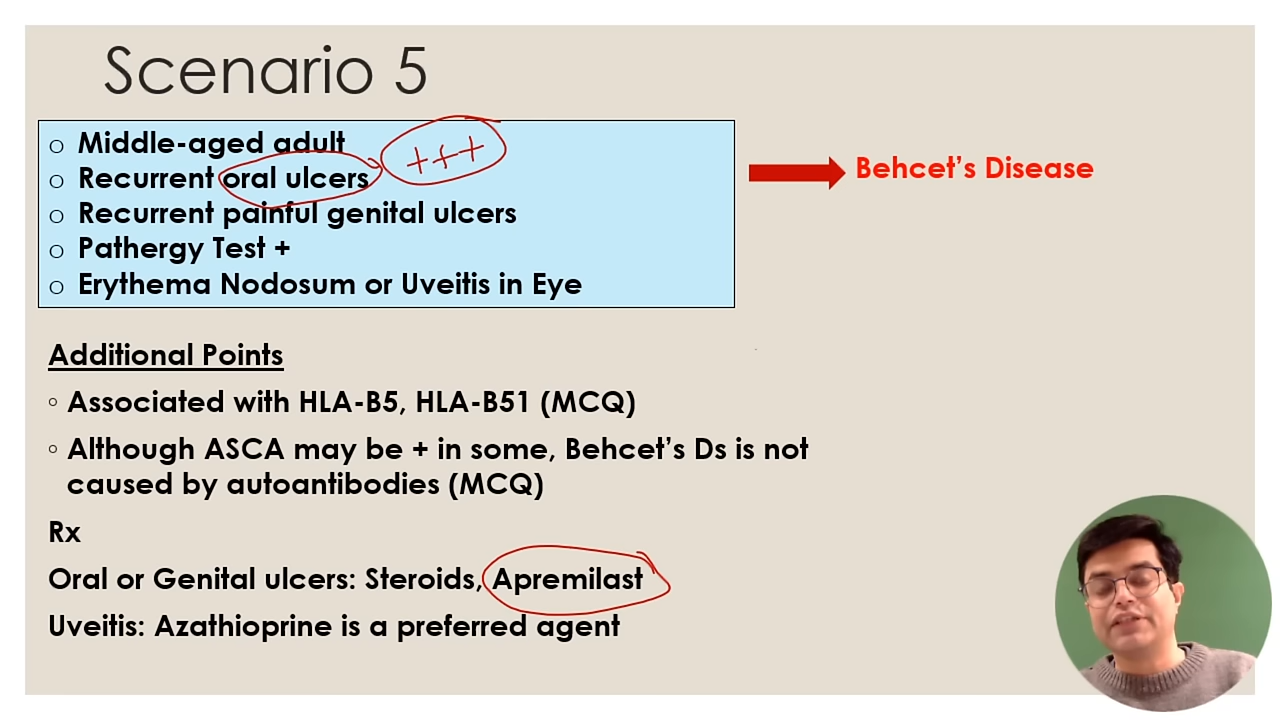 Scenario 5
o Middle-aged adult
o Recurrent oral ulcers +++
o Recurrent painful genital ulcers
o Pathergy Test +
o Erythema Nodosum or Uveitis in Eye
Behcet's Disease
Additional Points
◦ Associated with HLA-B5, HLA-B51 (MCQ)
◦ Although ASCA may be + in some, Behcet's Ds is not
caused by autoantibodies (MCQ)
Rx
Oral or Genital ulcers: Steroids, Apremilast
Uveitis: Azathioprine is a preferred agent